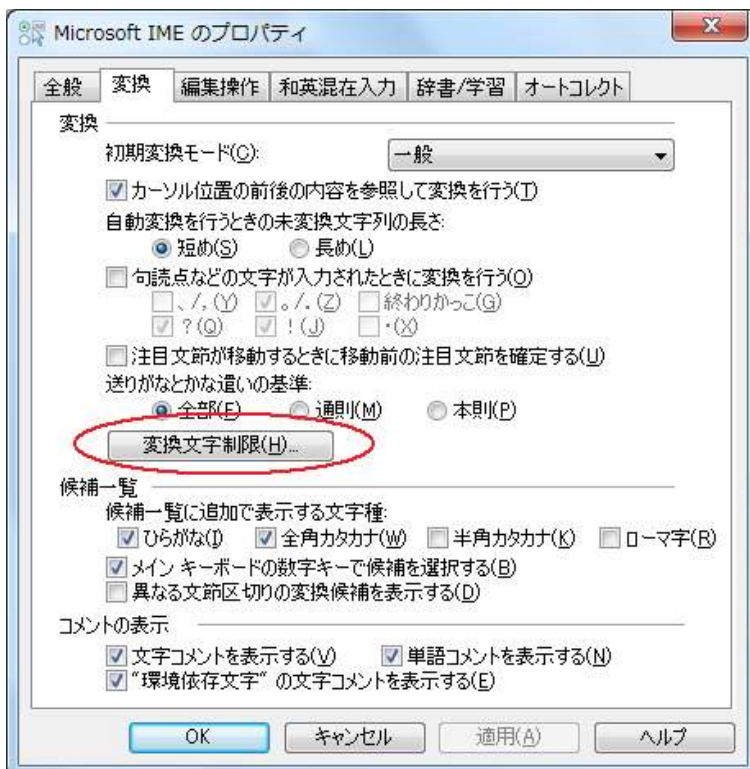 Microsoft IME のプロパティ
全般 変換 編集操作 和英混在入力 辞書/学習 オートコレクト
変換
初期変換モード(C): 一般
カーソル位置の前後の内容を参照して変換を行う(T)
自動変換を行うときの未変換文字列の長さ:
短め(S) 長め(L)
句読点などの文字が入力されたときに変換を行う(O)
、/,(Y) 。/.(Z) 終わりかっこ(G)
?(Q) !(J) ・(X)
注目文節が移動するときに移動前の注目文節を確定する(U)
送りがなとかな遣いの基準:
全部(F) 通則(M) 本則(P)
変換文字制限(H)...
候補一覧
候補一覧に追加で表示する文字種:
ひらがな(I) 全角カタカナ(W) 半角カタカナ(K) ローマ字(R)
メイン キーボードの数字キーで候補を選択する(B)
異なる文節区切りの変換候補を表示する(D)
コメントの表示
文字コメントを表示する(V) 単語コメントを表示する(N)
"環境依存文字" の文字コメントを表示する(E)
OK キャンセル 適用(A) ヘルプ